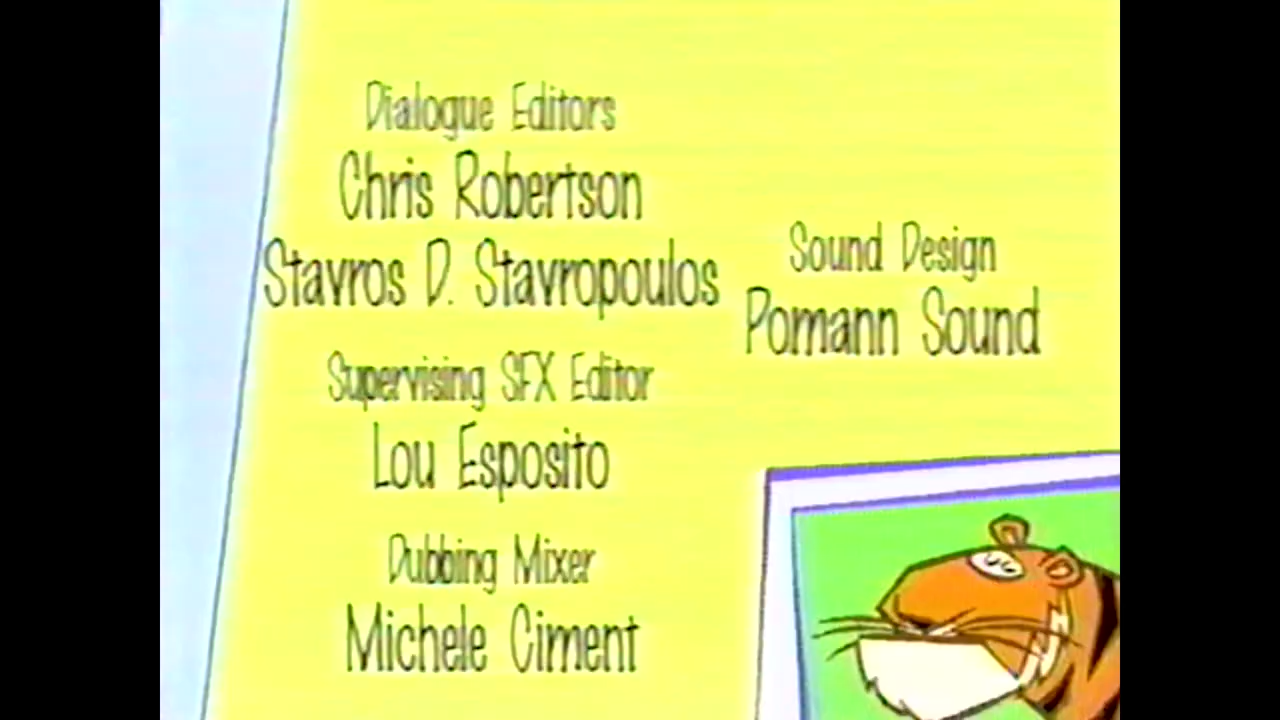 Dialogue Editors
Chris Robertson
Stavros D. Stavropoulos
Supervising SFX Editor
Lou Esposito
Dubbing Mixer
Michele Ciment
Sound Design
Pomann Sound